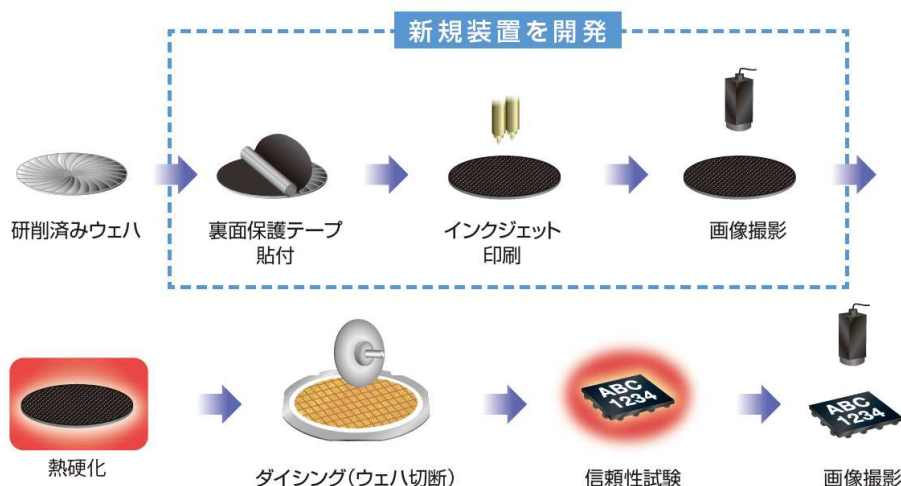 新規装置を開発
研削済みウェハ
裏面保護テープ
貼付
インクジェット
印刷
画像撮影
熱硬化
ダイシング(ウェハ切断)
ABC
1234
信頼性試験
ABC
1234
画像撮影